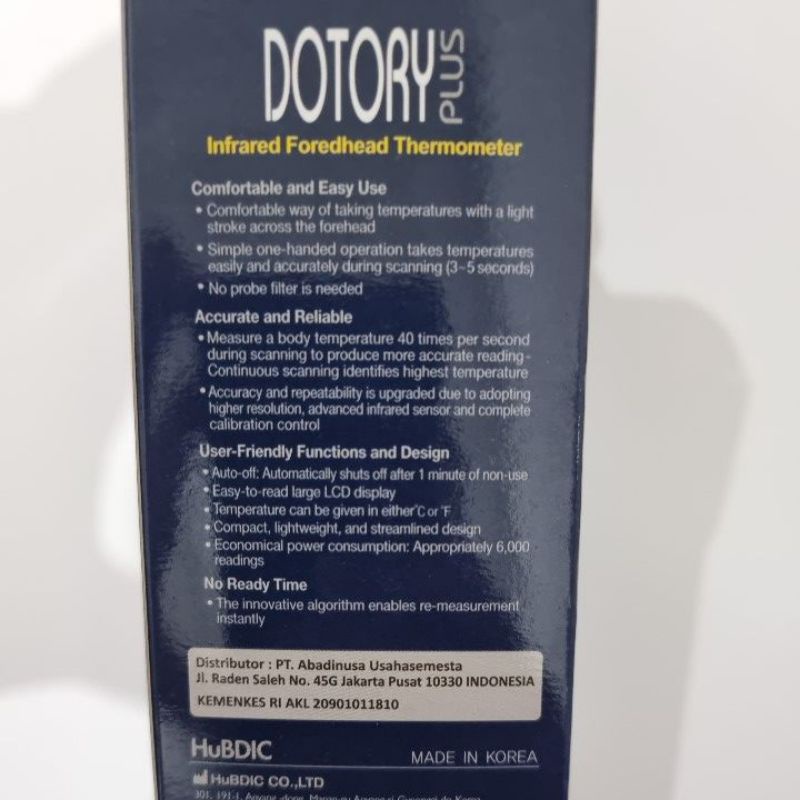 DOTORY PLUS
Infrared Foredhead Thermometer
Comfortable and Easy Use
• Comfortable way of taking temperatures with a light
stroke across the forehead
• Simple one-handed operation takes temperatures
easily and accurately during scanning (3~5 seconds)
• No probe filter is needed
Accurate and Reliable
• Measure a body temperature 40 times per second
during scanning to produce more accurate reading-
Continuous scanning identifies highest temperature
• Accuracy and repeatability is upgraded due to adopting
higher resolution, advanced infrared sensor and complete
calibration control
User-Friendly Functions and Design
• Auto-off: Automatically shuts off after 1 minute of non-use
• Easy-to-read large LCD display
• Temperature can be given in either℃ or ℉
• Compact, lightweight, and streamlined design
• Economical power consumption: Appropriately 6,000
readings
No Ready Time
• The innovative algorithm enables re-measurement
instantly
Distributor : PT. Abadinusa Usahasemesta
Jl. Raden Saleh No. 45G Jakarta Pusat 10330 INDONESIA
KEMENKES RI AKL 20901011810
HuBDIC
MADE IN KOREA
HuBDIC CO.,LTD